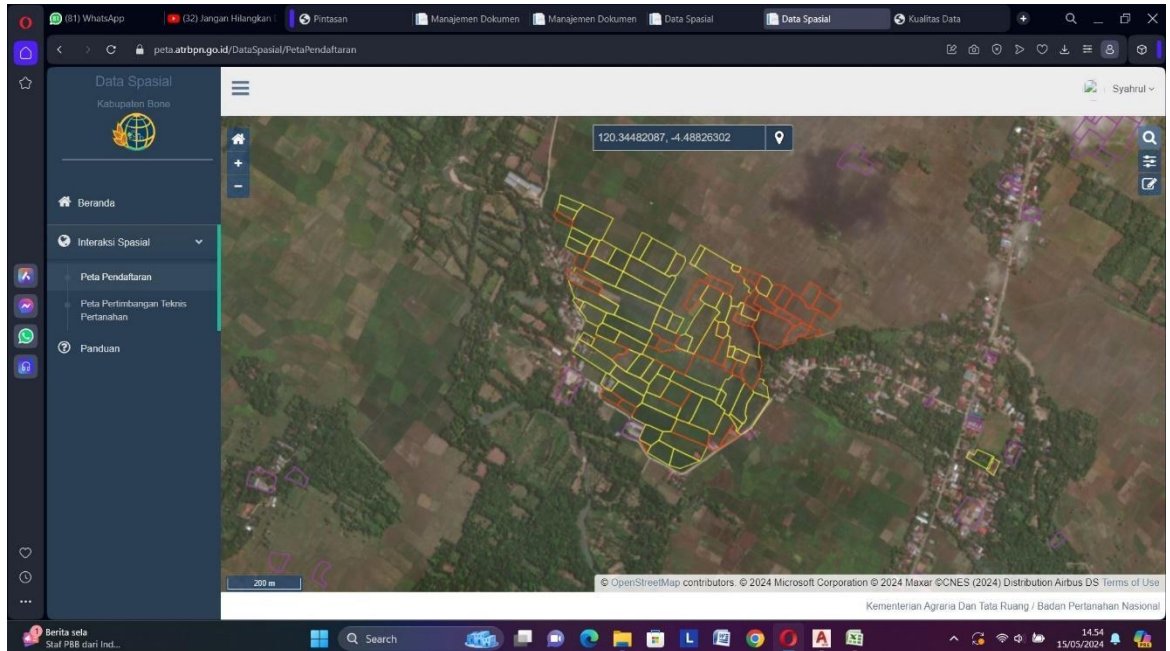 (81) WhatsApp
(32) Jangan Hilangkan
Pintasan
Manajemen Dokumen
Manajemen Dokumen
Data Spasial
Data Spasial
Kualitas Data
peta.atrbpn.go.id/DataSpasial/PetaPendaftaran
Data Spasial
Kabupaten Bone
Syahrul
120.34482087, -4.48826302
Beranda
Interaksi Spasial
Peta Pendaftaran
Peta Pertimbangan Teknis
Pertanahan
Panduan
200 m
© OpenStreetMap contributors. © 2024 Microsoft Corporation © 2024 Maxar ©CNES (2024) Distribution Airbus DS Terms of Use
Kementerian Agraria Dan Tata Ruang / Badan Pertanahan Nasional
Berita sela
Staf PBB dari Ind...
Search
14.54
15/05/2024